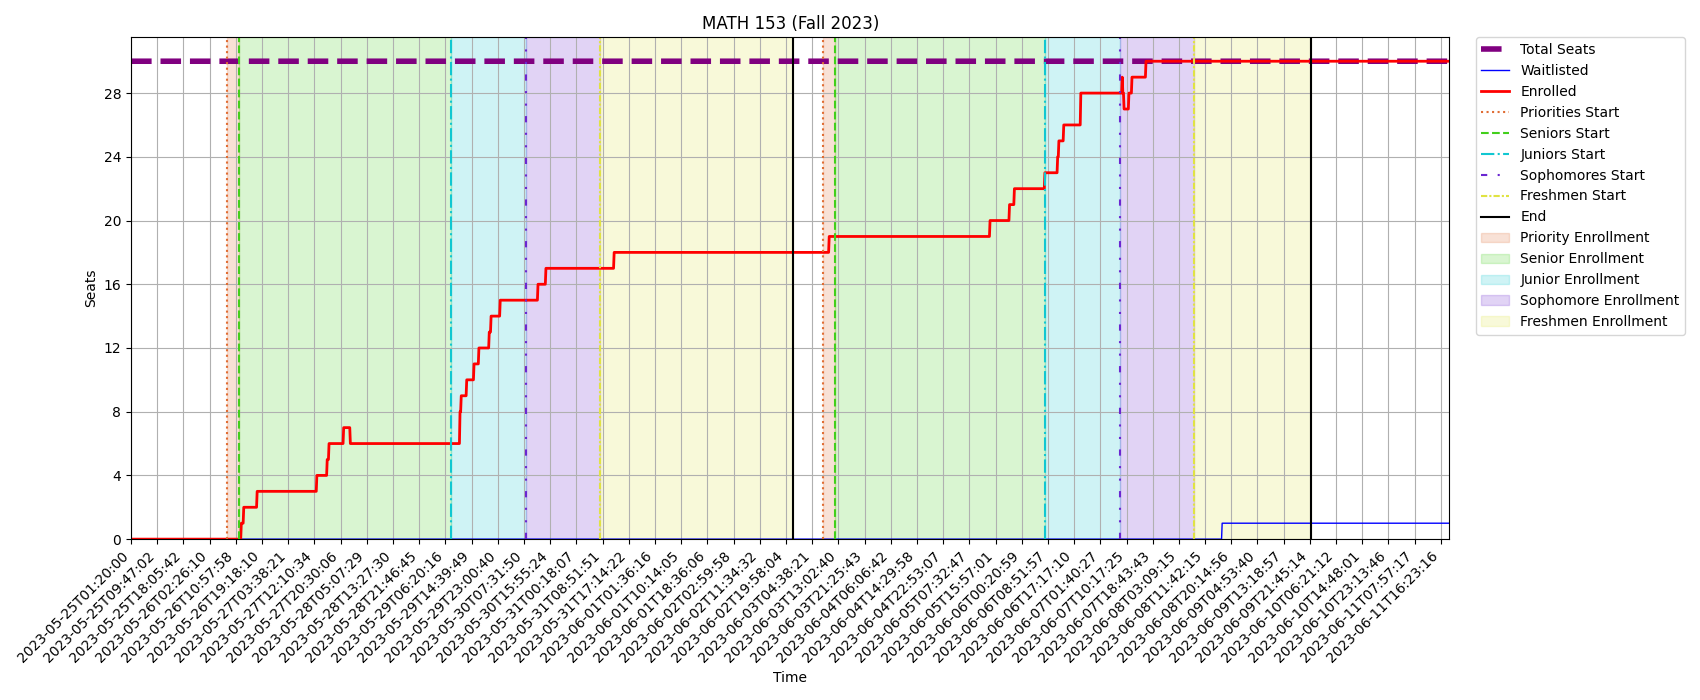 MATH 153 (Fall 2023)
Seats
28
24
20
16
12
8
4
0
2023-05-25T01:20:00
2023-05-25T09:47:02
2023-05-25T18:05:42
2023-05-26T02:26:10
2023-05-26T10:57:58
2023-05-26T19:18:10
2023-05-27T03:38:21
2023-05-27T12:10:34
2023-05-27T20:30:06
2023-05-28T05:07:29
2023-05-28T13:27:30
2023-05-28T21:46:45
2023-05-29T06:20:16
2023-05-29T14:39:49
2023-05-29T23:00:40
2023-05-30T07:31:50
2023-05-30T15:55:24
2023-05-31T00:18:07
2023-05-31T08:51:51
2023-05-31T17:14:22
2023-06-01T01:36:16
2023-06-01T10:14:05
2023-06-01T18:36:06
2023-06-02T02:59:58
2023-06-02T11:34:32
2023-06-02T19:58:04
2023-06-03T04:38:21
2023-06-03T13:02:40
2023-06-03T21:25:43
2023-06-04T06:06:42
2023-06-04T14:29:58
2023-06-04T22:53:07
2023-06-05T07:32:47
2023-06-05T15:57:01
2023-06-06T00:20:59
2023-06-06T08:51:57
2023-06-06T17:17:10
2023-06-07T01:40:27
2023-06-07T10:17:25
2023-06-07T18:43:43
2023-06-08T03:09:15
2023-06-08T11:42:15
2023-06-08T20:14:56
2023-06-09T04:53:40
2023-06-09T13:18:57
2023-06-09T21:45:14
2023-06-10T06:21:12
2023-06-10T14:48:01
2023-06-10T23:13:46
2023-06-11T07:57:17
2023-06-11T16:23:16
Time
Total Seats
Waitlisted
Enrolled
Priorities Start
Seniors Start
Juniors Start
Sophomores Start
Freshmen Start
End
Priority Enrollment
Senior Enrollment
Junior Enrollment
Sophomore Enrollment
Freshmen Enrollment